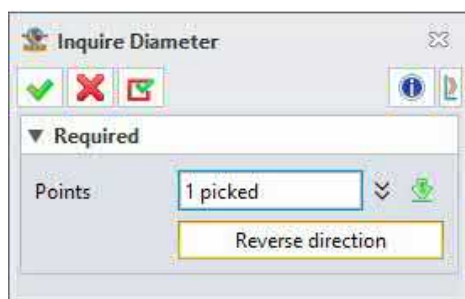 Inquire Diameter
Required
Points 1 picked
Reverse direction